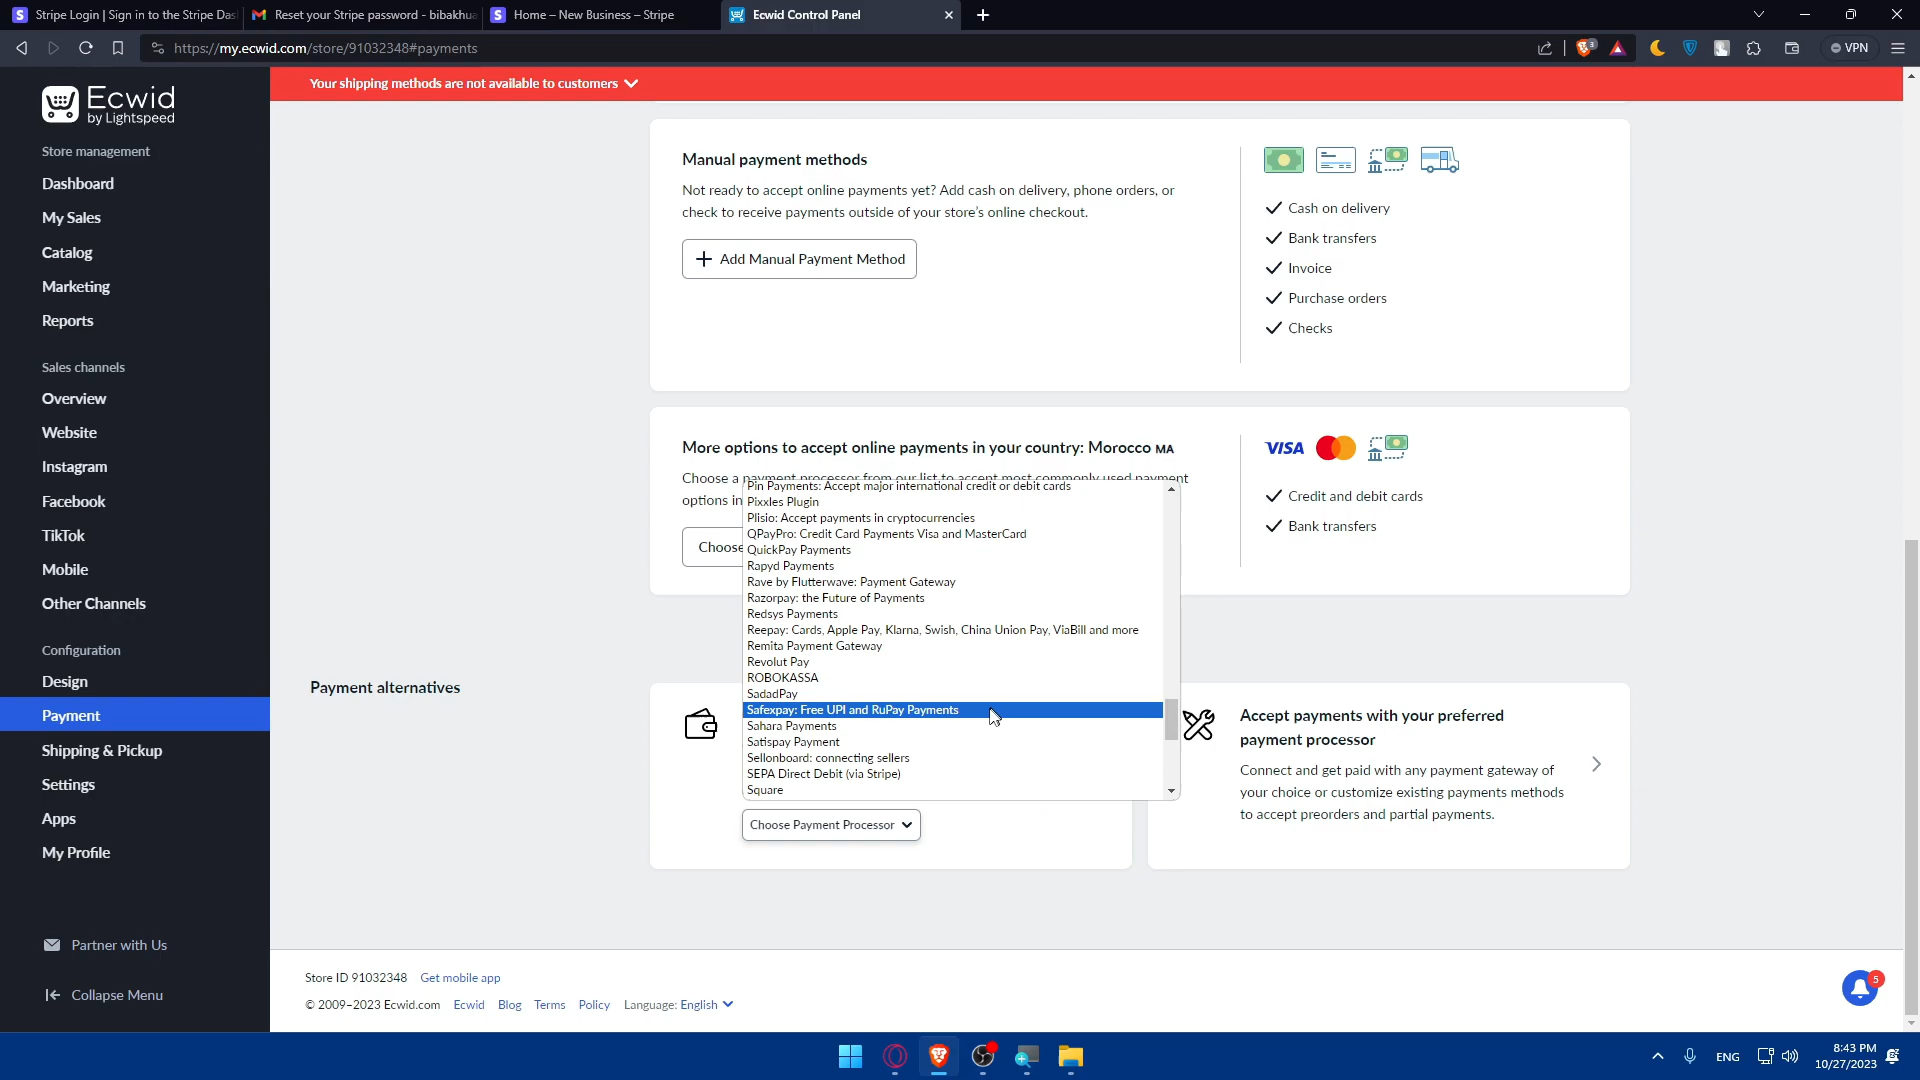 Stripe Login | Sign in to the Stripe Das
Reset your Stripe password - bibakhua
Home – New Business – Stripe
Ecwid Control Panel
https://my.ecwid.com/store/91032348#payments
3
VPN
Your shipping methods are not available to customers
Ecwid
by Lightspeed
Store management
Dashboard
My Sales
Catalog
Marketing
Reports
Sales channels
Overview
Website
Instagram
Facebook
TikTok
Mobile
Other Channels
Configuration
Design
Payment
Shipping & Pickup
Settings
Apps
My Profile
Partner with Us
Collapse Menu
Manual payment methods
Not ready to accept online payments yet? Add cash on delivery, phone orders, or
check to receive payments outside of your store's online checkout.
Add Manual Payment Method
Cash on delivery
Bank transfers
Invoice
Purchase orders
Checks
More options to accept online payments in your country: Morocco MA
Choose a payment processor from our list to accept most commonly used payment
options in
Choose
VISA
Credit and debit cards
Bank transfers
Pin Payments: Accept major international credit or debit cards
Pixxles Plugin
Plisio: Accept payments in cryptocurrencies
QPayPro: Credit Card Payments Visa and MasterCard
QuickPay Payments
Rapyd Payments
Rave by Flutterwave: Payment Gateway
Razorpay: the Future of Payments
Redsys Payments
Reepay: Cards, Apple Pay, Klarna, Swish, China Union Pay, ViaBill and more
Remita Payment Gateway
Revolut Pay
ROBOKASSA
SadadPay
Safexpay: Free UPI and RuPay Payments
Sahara Payments
Satispay Payment
Sellonboard: connecting sellers
SEPA Direct Debit (via Stripe)
Square
Payment alternatives
Choose Payment Processor
Accept payments with your preferred
payment processor
Connect and get paid with any payment gateway of
your choice or customize existing payments methods
to accept preorders and partial payments.
Store ID 91032348 Get mobile app
© 2009–2023 Ecwid.com Ecwid Blog Terms Policy Language: English
5
ENG
8:43 PM
10/27/2023